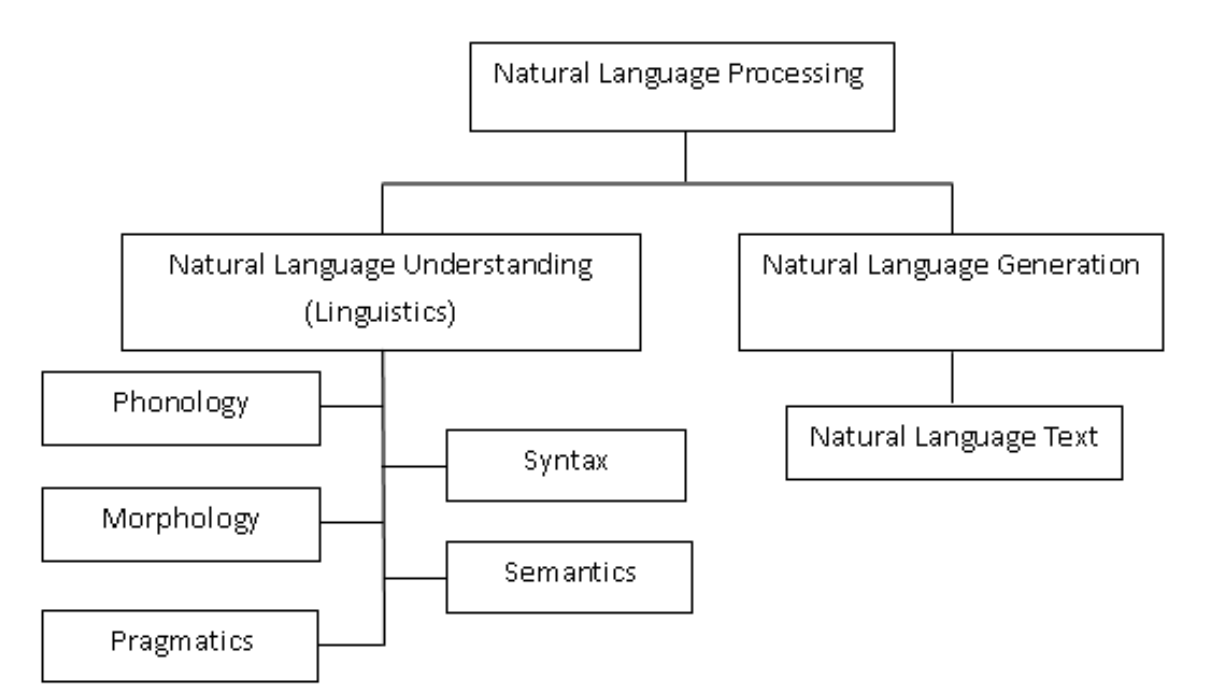 Natural Language Processing
Natural Language Understanding
(Linguistics)
Natural Language Generation
Phonology
Natural Language Text
Syntax
Morphology
Semantics
Pragmatics